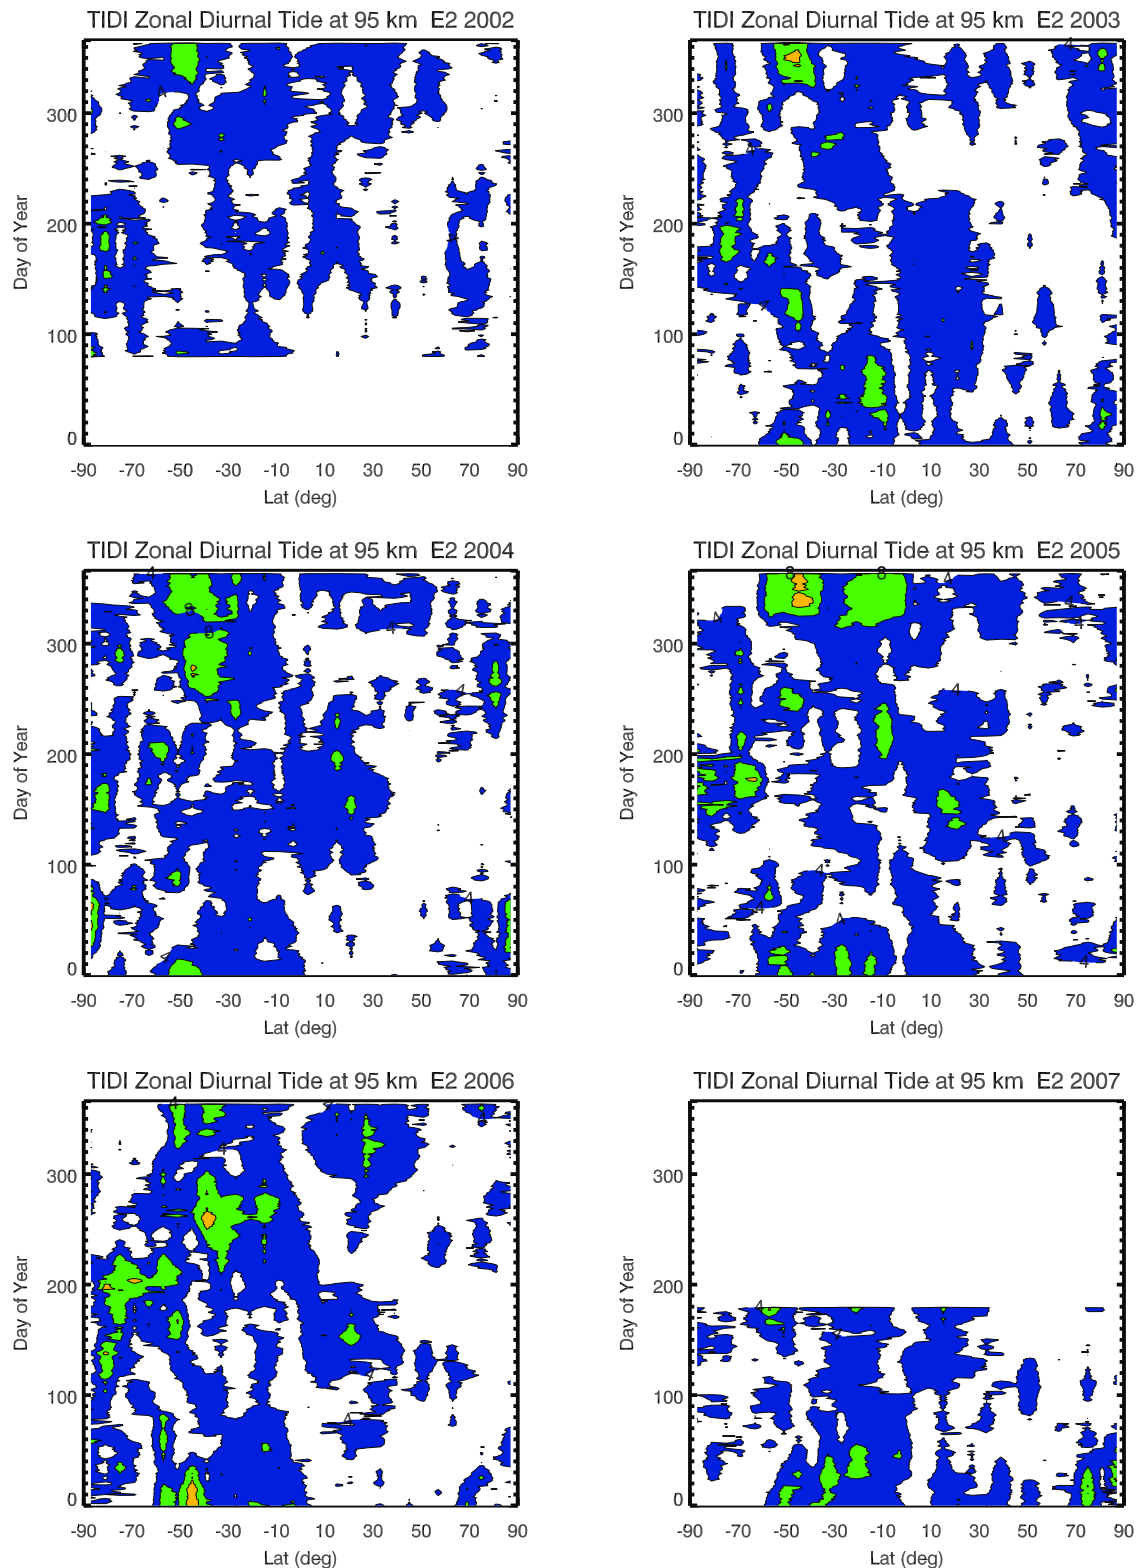 TIDI Zonal Diurnal Tide at 95 km E2 2002
300
200
100
0
Day of Year
-90 -70 -50 -30 -10 10 30 50 70 90
Lat (deg)
TIDI Zonal Diurnal Tide at 95 km E2 2003
4
300
200
100
0
Day of Year
-90 -70 -50 -30 -10 10 30 50 70 90
Lat (deg)
TIDI Zonal Diurnal Tide at 95 km E2 2004
4
300
200
100
0
Day of Year
-90 -70 -50 -30 -10 10 30 50 70 90
Lat (deg)
TIDI Zonal Diurnal Tide at 95 km E2 2005
8 8
4
300
200
100
0
Day of Year
-90 -70 -50 -30 -10 10 30 50 70 90
Lat (deg)
TIDI Zonal Diurnal Tide at 95 km E2 2006
4
300
200
100
0
Day of Year
-90 -70 -50 -30 -10 10 30 50 70 90
Lat (deg)
TIDI Zonal Diurnal Tide at 95 km E2 2007
300
200
4
100
0
Day of Year
-90 -70 -50 -30 -10 10 30 50 70 90
Lat (deg)